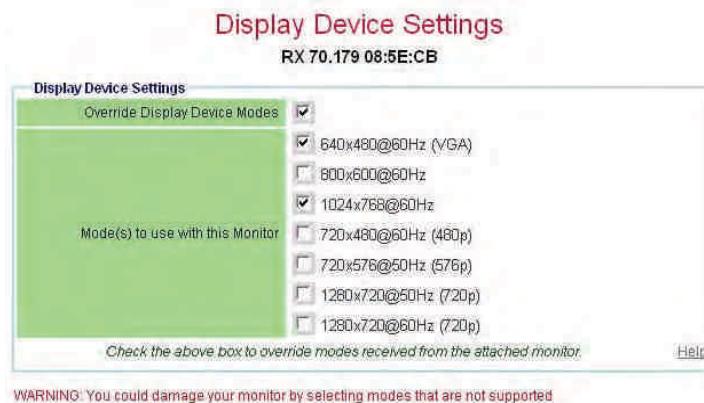 Display Device Settings
RX 70.179 08:5E:CB
Display Device Settings
Override Display Device Modes
640x480@60Hz (VGA)
800x600@60Hz
1024x768@60Hz
Mode(s) to use with this Monitor
720x480@60Hz (480p)
720x576@50Hz (576p)
1280x720@50Hz (720p)
1280x720@60Hz (720p)
Check the above box to override modes received from the attached monitor.
Help
WARNING: You could damage your monitor by selecting modes that are not supported